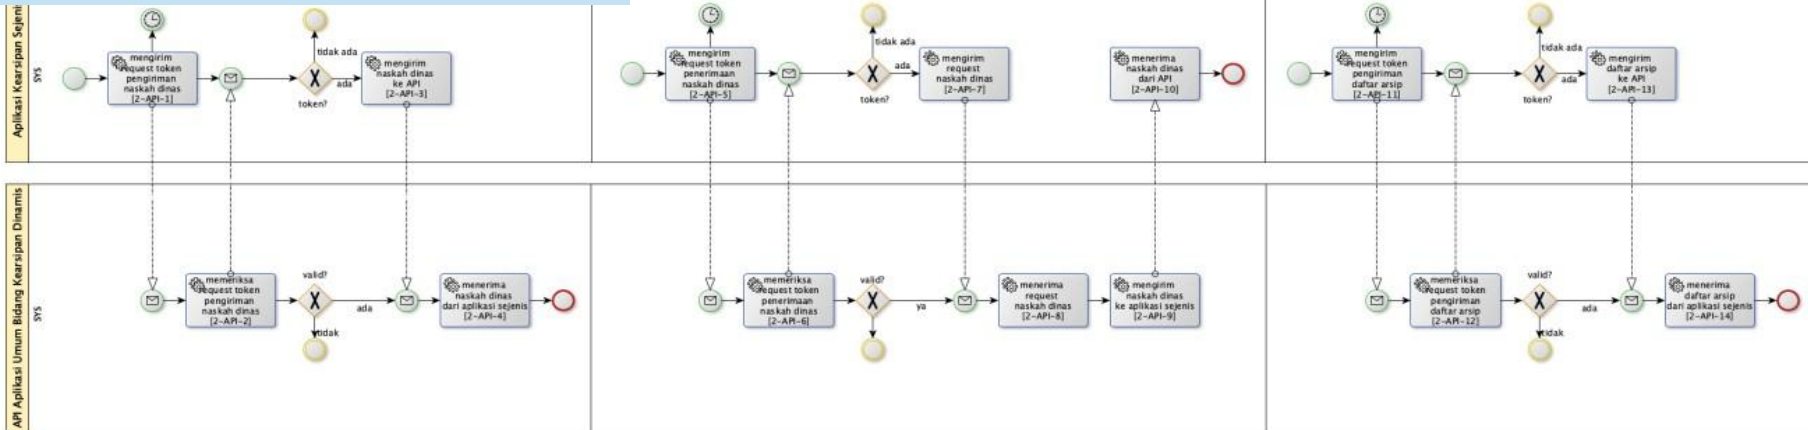 Aplikasi Kearsipan Sejenis
SYS
mengirim
request token
pengiriman
naskah dinas
[2-API-1]
tidak ada
ada
token?
mengirim
naskah dinas
ke API
[2-API-3]
mengirim
request token
penerimaan
naskah dinas
[2-API-5]
tidak ada
ada
token?
mengirim
request
naskah dinas
[2-API-7]
menerima
naskah dinas
dari API
[2-API-10]
mengirim
request token
pengiriman
daftar arsip
[2-API-11]
tidak ada
ada
token?
mengirim
daftar arsip
ke API
[2-API-13]
API Aplikasi Umum Bidang Kearsipan Dinamis
SYS
memeriksa
request token
pengiriman
naskah dinas
[2-API-2]
valid?
ada
tidak
menerima
naskah dinas
dari aplikasi sejenis
[2-API-4]
memeriksa
request token
penerimaan
naskah dinas
[2-API-6]
valid?
ya
menerima
request
naskah dinas
[2-API-8]
mengirim
naskah dinas
ke aplikasi sejenis
[2-API-9]
memeriksa
request token
pengiriman
daftar arsip
[2-API-12]
valid?
ada
tidak
menerima
daftar arsip
dari aplikasi sejenis
[2-API-14]